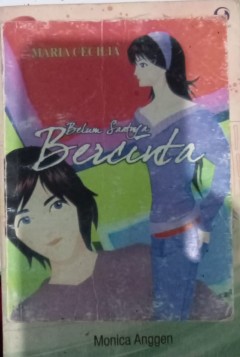 MARIA CECILIA
Belum Saatnya
Bercinta
Monica Anggen